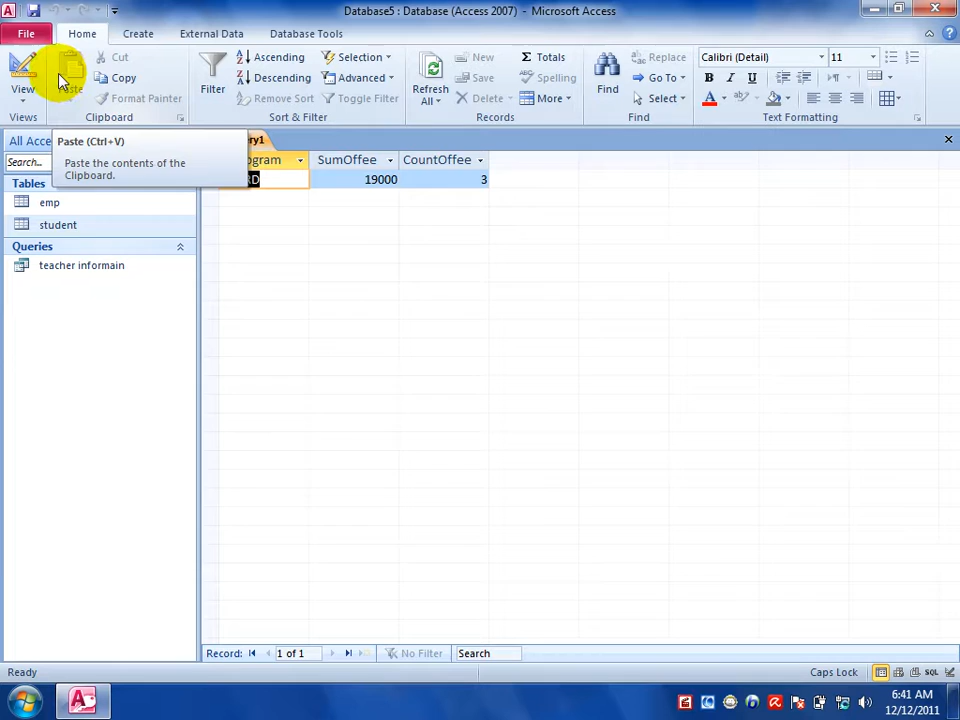 Database5 : Database (Access 2007) - Microsoft Access
File Home Create External Data Database Tools
View
Views
Paste
Cut
Copy
Format Painter
Clipboard
Filter
Ascending
Descending
Remove Sort
Selection
Advanced
Toggle Filter
Sort & Filter
Refresh
All
New
Save
Delete
Totals
Spelling
More
Records
Find
Replace
Go To
Select
Find
Calibri (Detail) 11
B I U
A
Text Formatting
All Acce
Search...
Paste (Ctrl+V)
Paste the contents of the
Clipboard.
Tables
emp
student
Queries
teacher informain
ery1
gram SumOffee CountOffee
D 19000 3
Record: 1 of 1 No Filter Search
Ready Caps Lock SQL
6:41 AM
12/12/2011